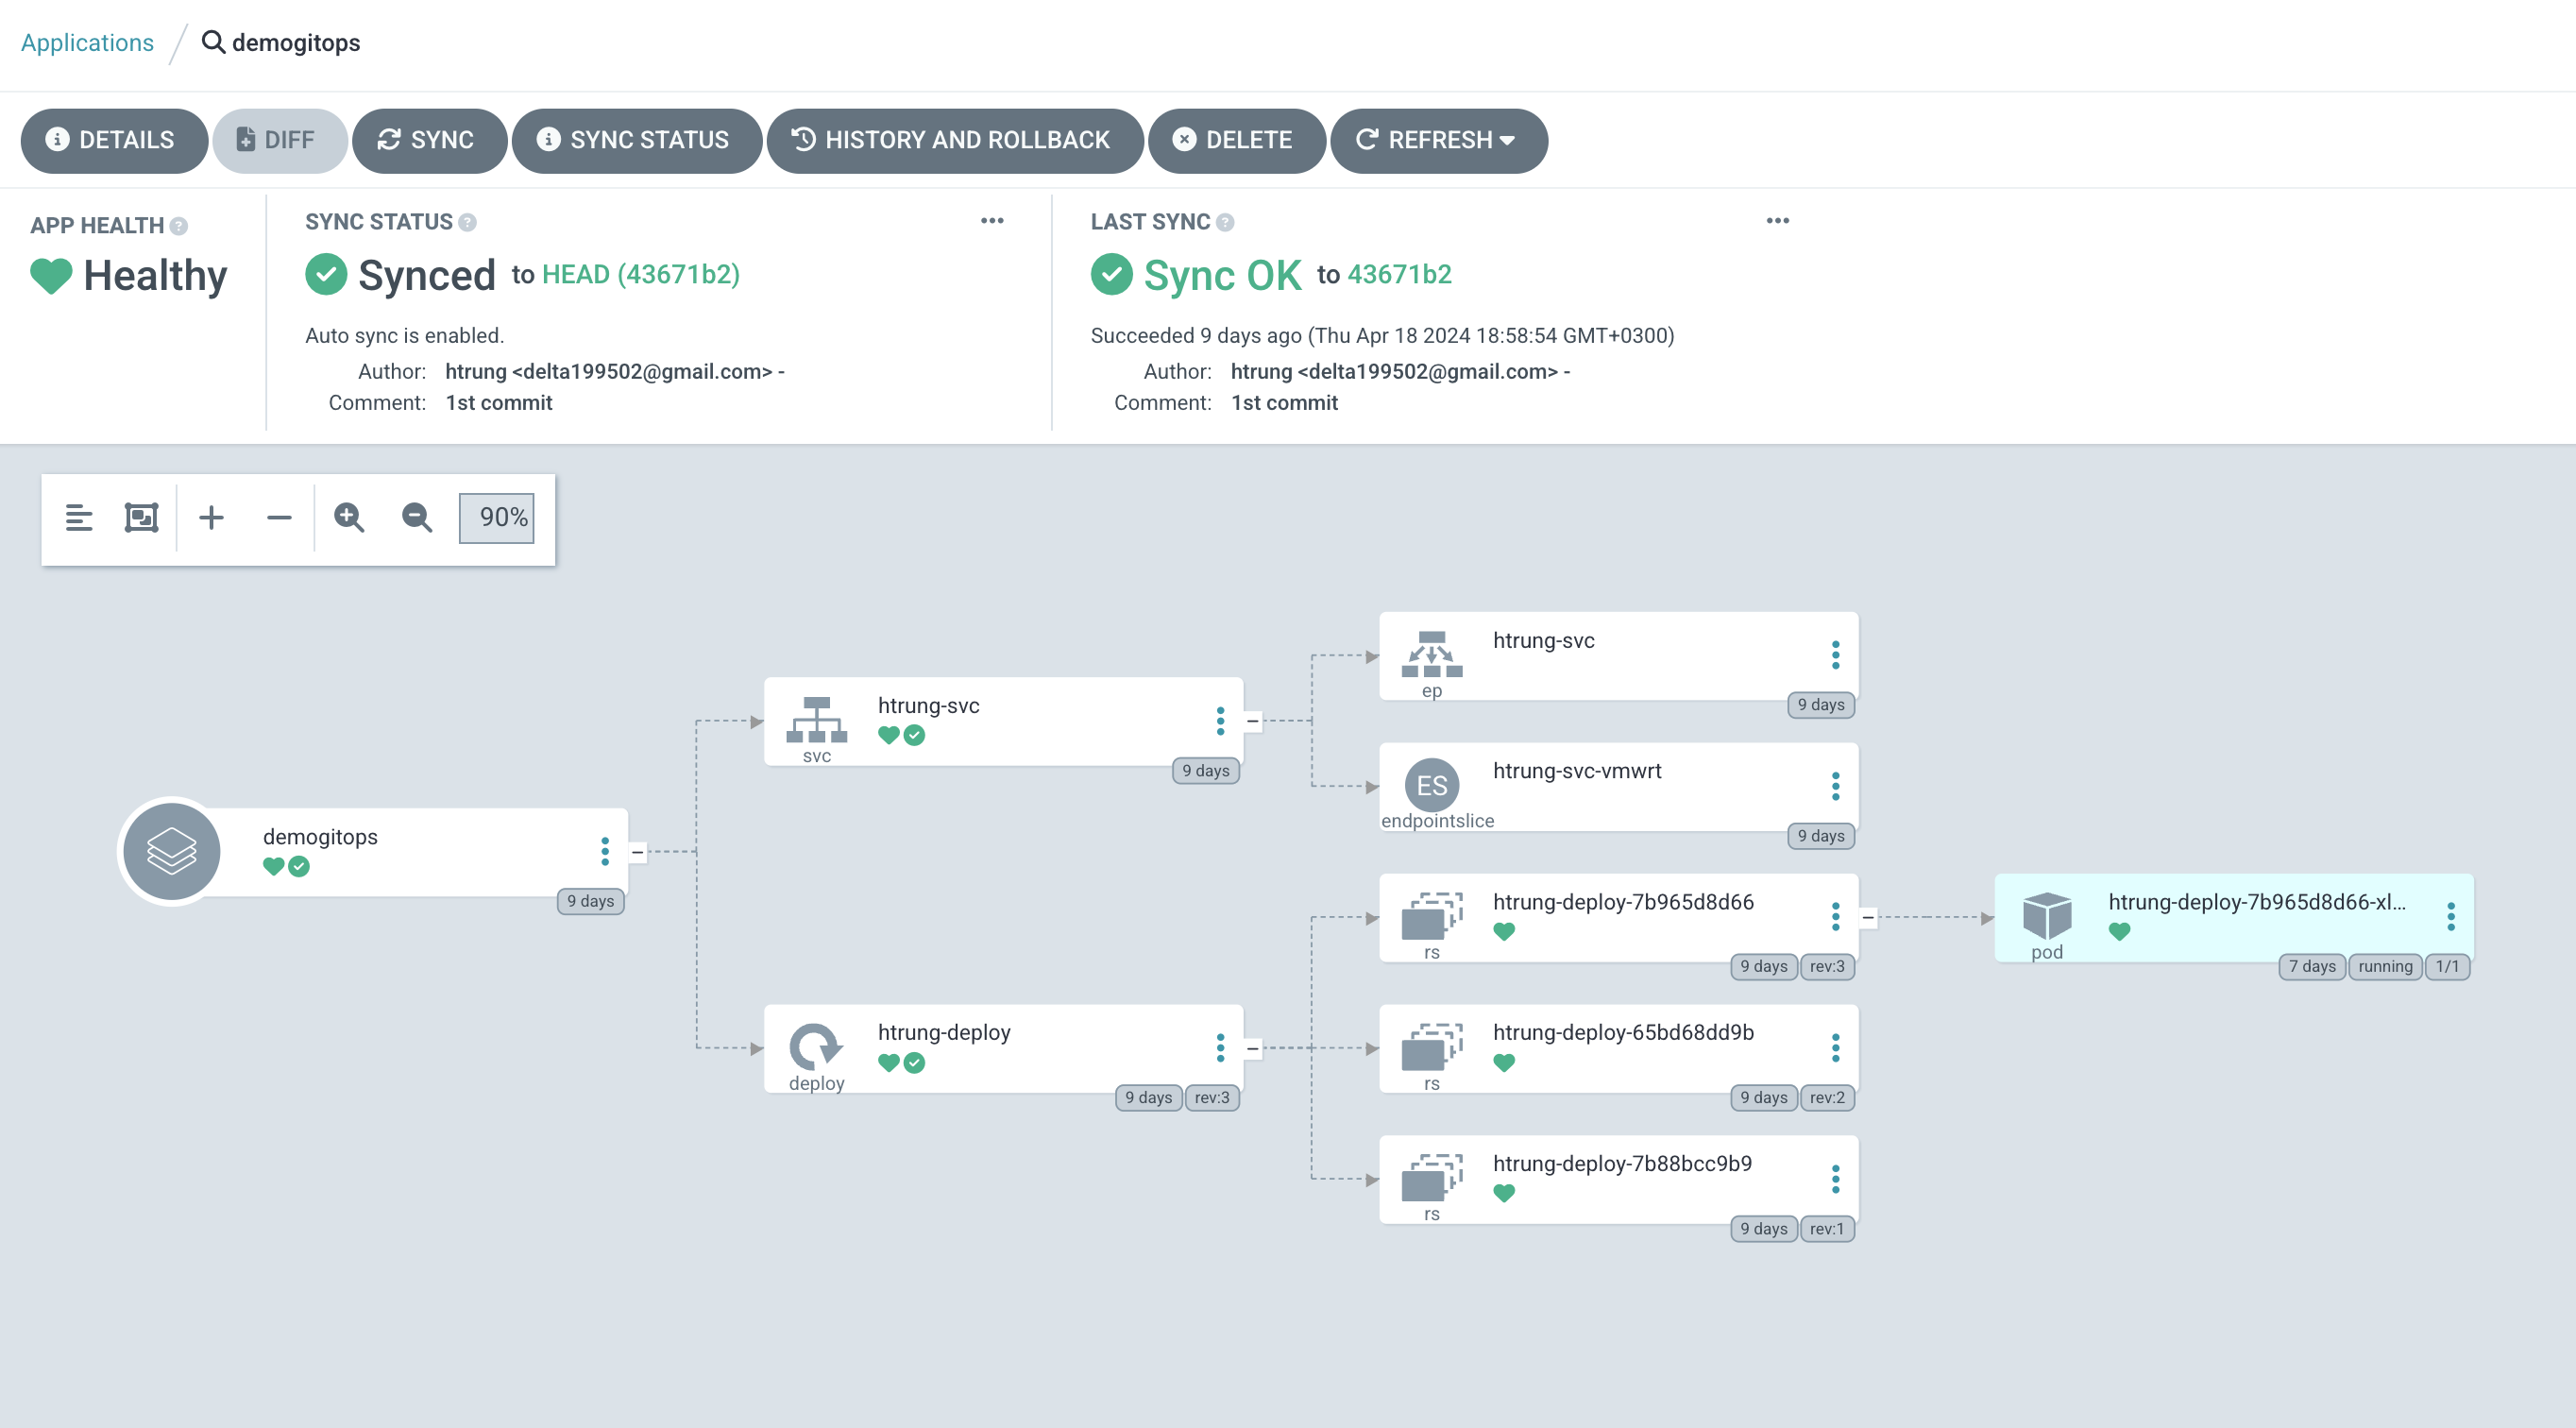 Applications / demogitops
DETAILS DIFF SYNC SYNC STATUS HISTORY AND ROLLBACK DELETE REFRESH
APP HEALTH ?
Healthy
SYNC STATUS ?
Synced to HEAD (43671b2)
Auto sync is enabled.
Author: htrung <delta199502@gmail.com> -
Comment: 1st commit
LAST SYNC ?
Sync OK to 43671b2
Succeeded 9 days ago (Thu Apr 18 2024 18:58:54 GMT+0300)
Author: htrung <delta199502@gmail.com> -
Comment: 1st commit
90%
demogitops
9 days
htrung-svc
svc
9 days
htrung-deploy
deploy
9 days rev:3
htrung-svc
ep
9 days
ES
htrung-svc-vmwrt
endpointslice
9 days
htrung-deploy-7b965d8d66
rs
9 days rev:3
htrung-deploy-65bd68dd9b
rs
9 days rev:2
htrung-deploy-7b88bcc9b9
rs
9 days rev:1
htrung-deploy-7b965d8d66-xl...
pod
7 days running 1/1